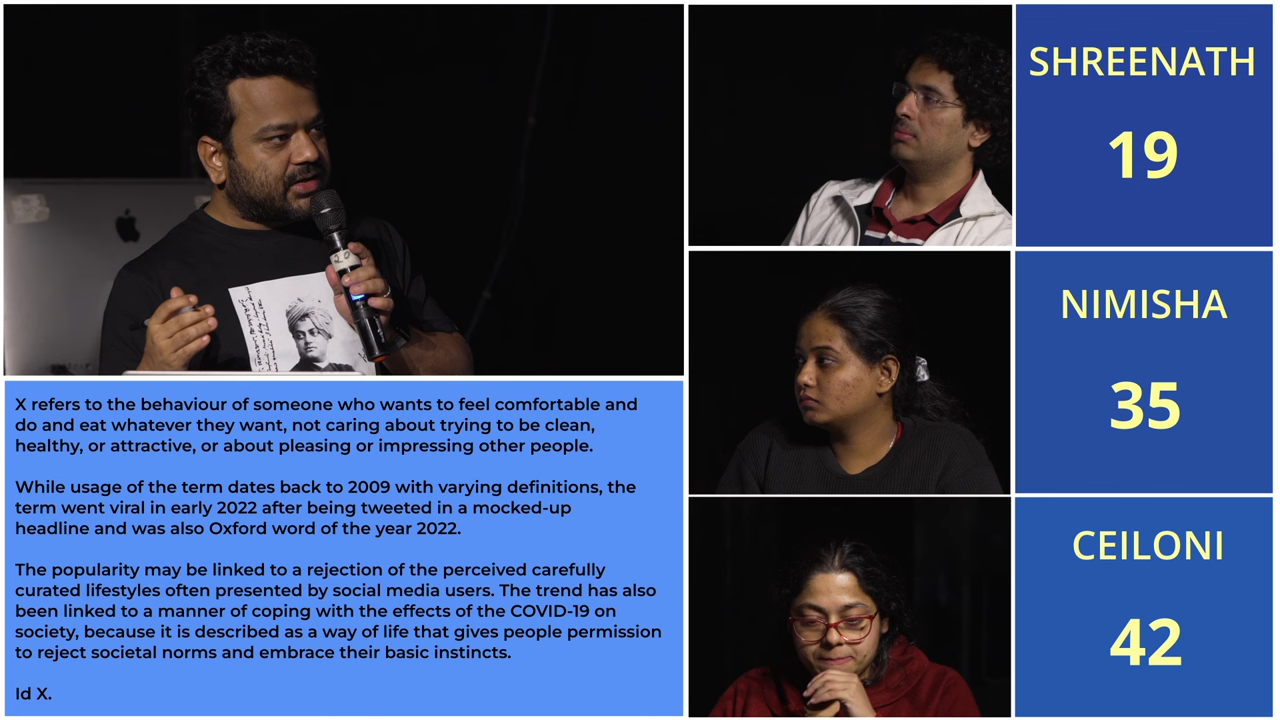 X refers to the behaviour of someone who wants to feel comfortable and
do and eat whatever they want, not caring about trying to be clean,
healthy, or attractive, or about pleasing or impressing other people.
While usage of the term dates back to 2009 with varying definitions, the
term went viral in early 2022 after being tweeted in a mocked-up
headline and was also Oxford word of the year 2022.
The popularity may be linked to a rejection of the perceived carefully
curated lifestyles often presented by social media users. The trend has also
been linked to a manner of coping with the effects of the COVID-19 on
society, because it is described as a way of life that gives people permission
to reject societal norms and embrace their basic instincts.
Id X.
SHREENATH
19
NIMISHA
35
CEILONI
42
20